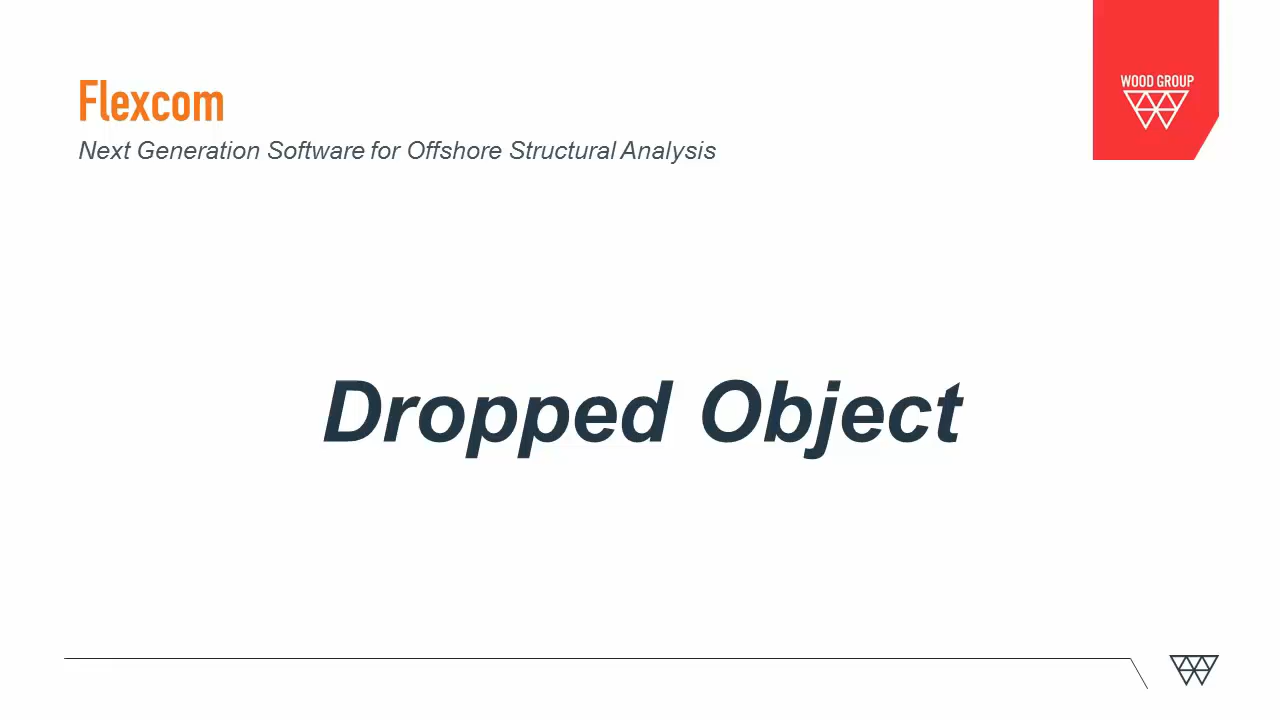 Flexcom
WOOD GROUP
Next Generation Software for Offshore Structural Analysis
Dropped Object